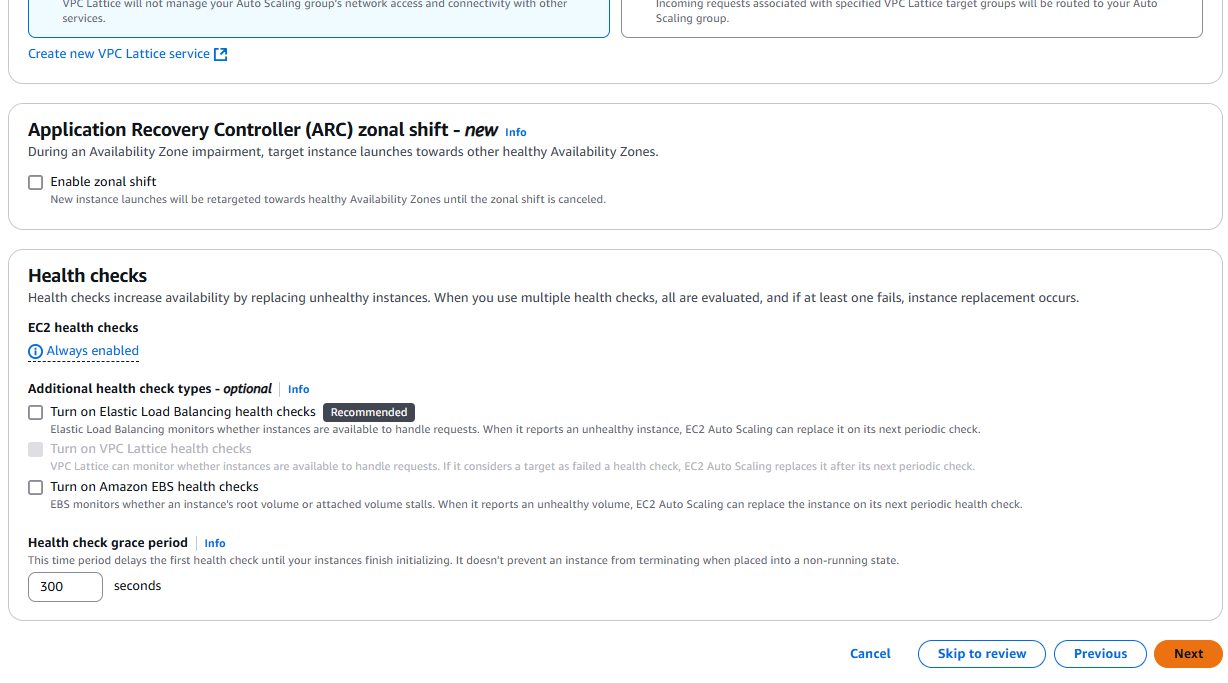 VPC Lattice will not manage your Auto Scaling group's network access and connectivity with other
services.
Incoming requests associated with specified VPC Lattice target groups will be routed to your Auto
Scaling group.
Create new VPC Lattice service
Application Recovery Controller (ARC) zonal shift - new Info
During an Availability Zone impairment, target instance launches towards other healthy Availability Zones.
Enable zonal shift
New instance launches will be retargeted towards healthy Availability Zones until the zonal shift is canceled.
Health checks
Health checks increase availability by replacing unhealthy instances. When you use multiple health checks, all are evaluated, and if at least one fails, instance replacement occurs.
EC2 health checks
Always enabled
Additional health check types - optional Info
Turn on Elastic Load Balancing health checks Recommended
Elastic Load Balancing monitors whether instances are available to handle requests. When it reports an unhealthy instance, EC2 Auto Scaling can replace it on its next periodic check.
Turn on VPC Lattice health checks
VPC Lattice can monitor whether instances are available to handle requests. If it considers a target as failed a health check, EC2 Auto Scaling replaces it after its next periodic check.
Turn on Amazon EBS health checks
EBS monitors whether an instance's root volume or attached volume stalls. When it reports an unhealthy volume, EC2 Auto Scaling can replace the instance on its next periodic health check.
Health check grace period Info
This time period delays the first health check until your instances finish initializing. It doesn't prevent an instance from terminating when placed into a non-running state.
300 seconds
Cancel Skip to review Previous Next